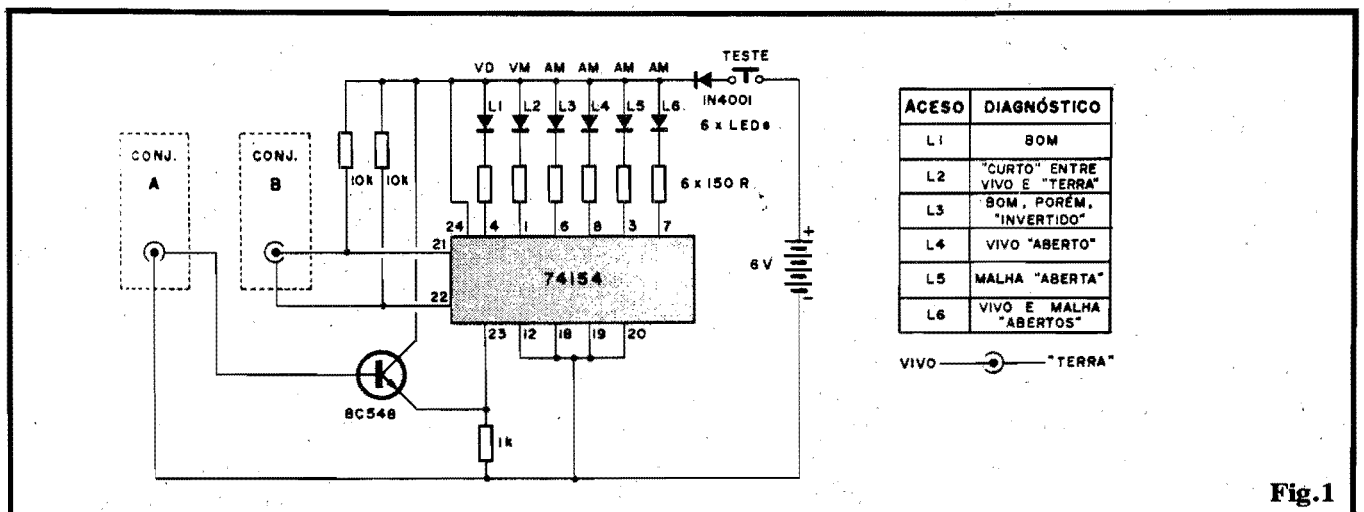 TESTE
VD VM AM AM AM AM
1N4001
L1 L2 L3 L4 L5 L6
6 x LEDs
CONJ.
A
CONJ.
B
10k 10k
6 x 150 R
24 4 1 6 8 3 7
21
74154
22
23 12 18 19 20
6V
+
-
BC548
1k
ACESO DIAGNÓSTICO
L1 BOM
L2 "CURTO" ENTRE
VIVO E "TERRA"
L3 BOM, PORÉM,
"INVERTIDO"
L4 VIVO "ABERTO"
L5 MALHA "ABERTA"
L6 VIVO E MALHA
"ABERTOS"
VIVO "TERRA"
Fig.1